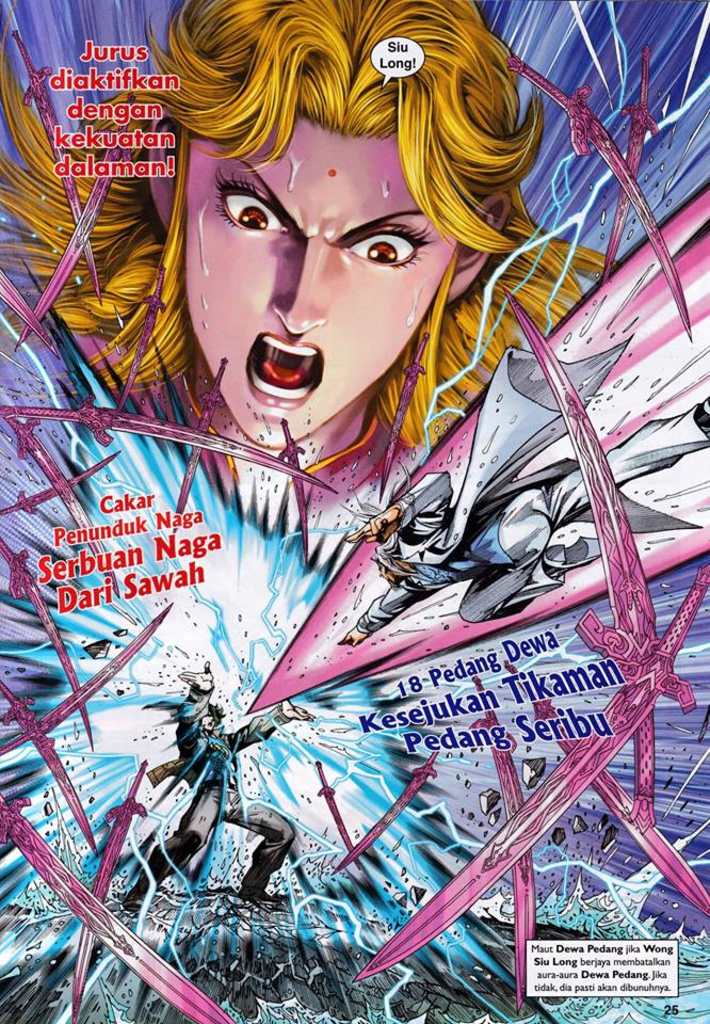 Jurus
diaktifkan
dengan
kekuatan
dalaman!
Siu
Long!
Cakar
Penunduk Naga
Serbuan Naga
Dari Sawah
18-Pedang Dewa
Kesejukan Tikaman
Pedang Seribu
Maut Dewa Pedang jika Wong
Siu Long berjaya membatalkan
aura-aura Dewa Pedang. Jika
tidak, dia pasti akan dibunuhnya.
25